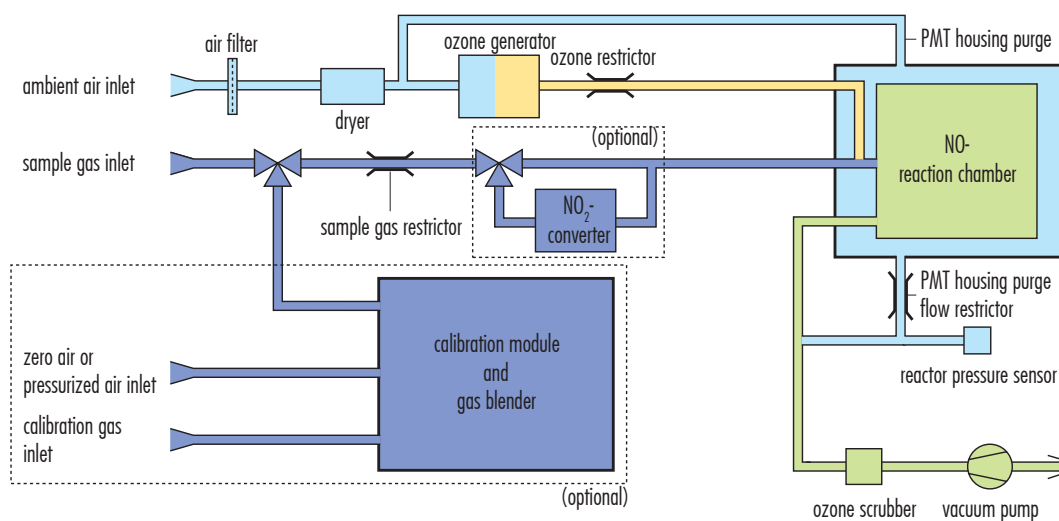 air filter
ozone generator
PMT housing purge
ozone restrictor
ambient air inlet
dryer
(optional)
sample gas inlet
NO-
reaction chamber
NO₂-
converter
sample gas restrictor
PMT housing purge
flow restrictor
zero air or
pressurized air inlet
calibration module
and
gas blender
reactor pressure sensor
calibration gas
inlet
(optional)
ozone scrubber
vacuum pump